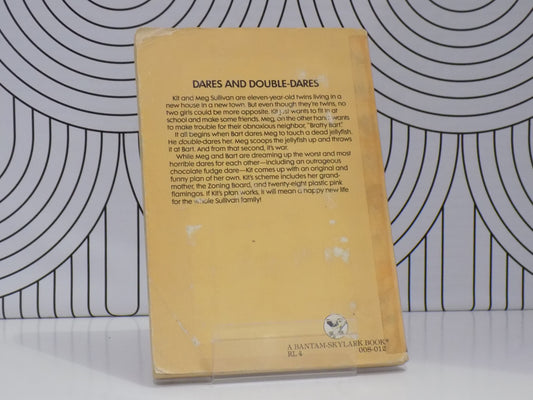 DARES AND DOUBLE-DARES
Kit and Meg Sullivan are eleven-year-old twins living in a
new house in a new town. But even though they're twins, no
two girls could be more opposite. Kit just wants to fit in at
school and make some friends. Meg, on the other hand, wants
to make trouble for their obnoxious neighbor, "Bratty Bart."
It all begins when Bart dares Meg to touch a dead jellyfish.
He double-dares her. Meg scoops the jellyfish up and throws
it at Bart. And from that second, it's war.
While Meg and Bart are dreaming up the worst and most
horrible dares for each other—including an outrageous
chocolate fudge dare—Kit comes up with an original and
funny plan of her own. Kit's scheme includes her grand-
mother, the Zoning Board, and twenty-eight plastic pink
flamingos. If Kit's plan works, it will mean a happy new life
for the whole Sullivan family!
A BANTAM-SKYLARK BOOK®
RL 4 008-012